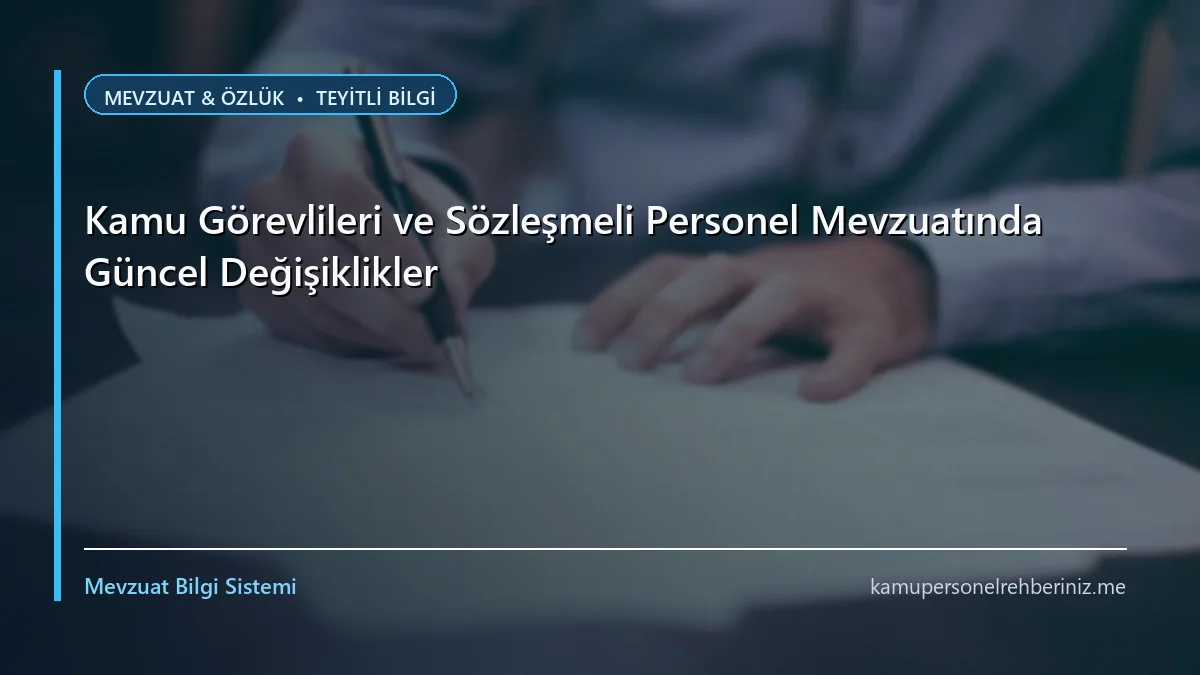 MEVZUAT & ÖZLÜK • TEYİTLİ BİLGİ
Kamu Görevlileri ve Sözleşmeli Personel Mevzuatında
Güncel Değişiklikler
Mevzuat Bilgi Sistemi
kamupersonelrehberiniz.me